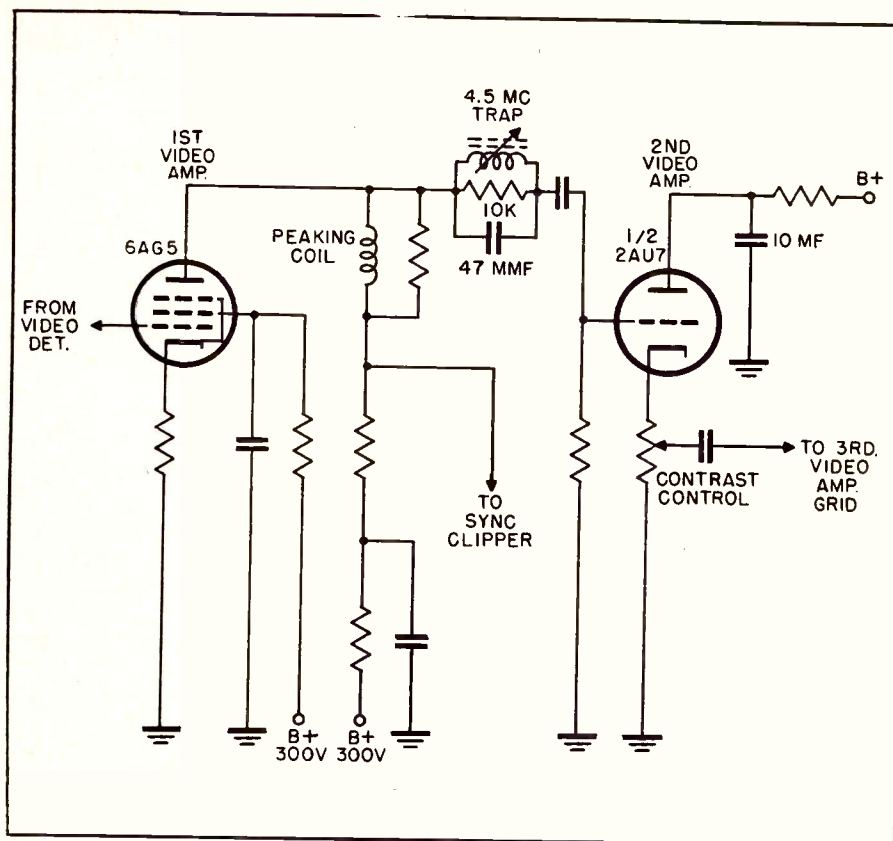 4.5 MC
TRAP
1ST
VIDEO
AMP.
2ND
VIDEO
AMP.
B+
10K
PEAKING
COIL
47 MMF
10 MF
6AG5
1/2
2AU7
FROM
VIDEO
DET.
TO 3RD.
VIDEO
AMP.
GRID
CONTRAST
CONTROL
TO
SYNC
CLIPPER
B+
300V
B+
300V